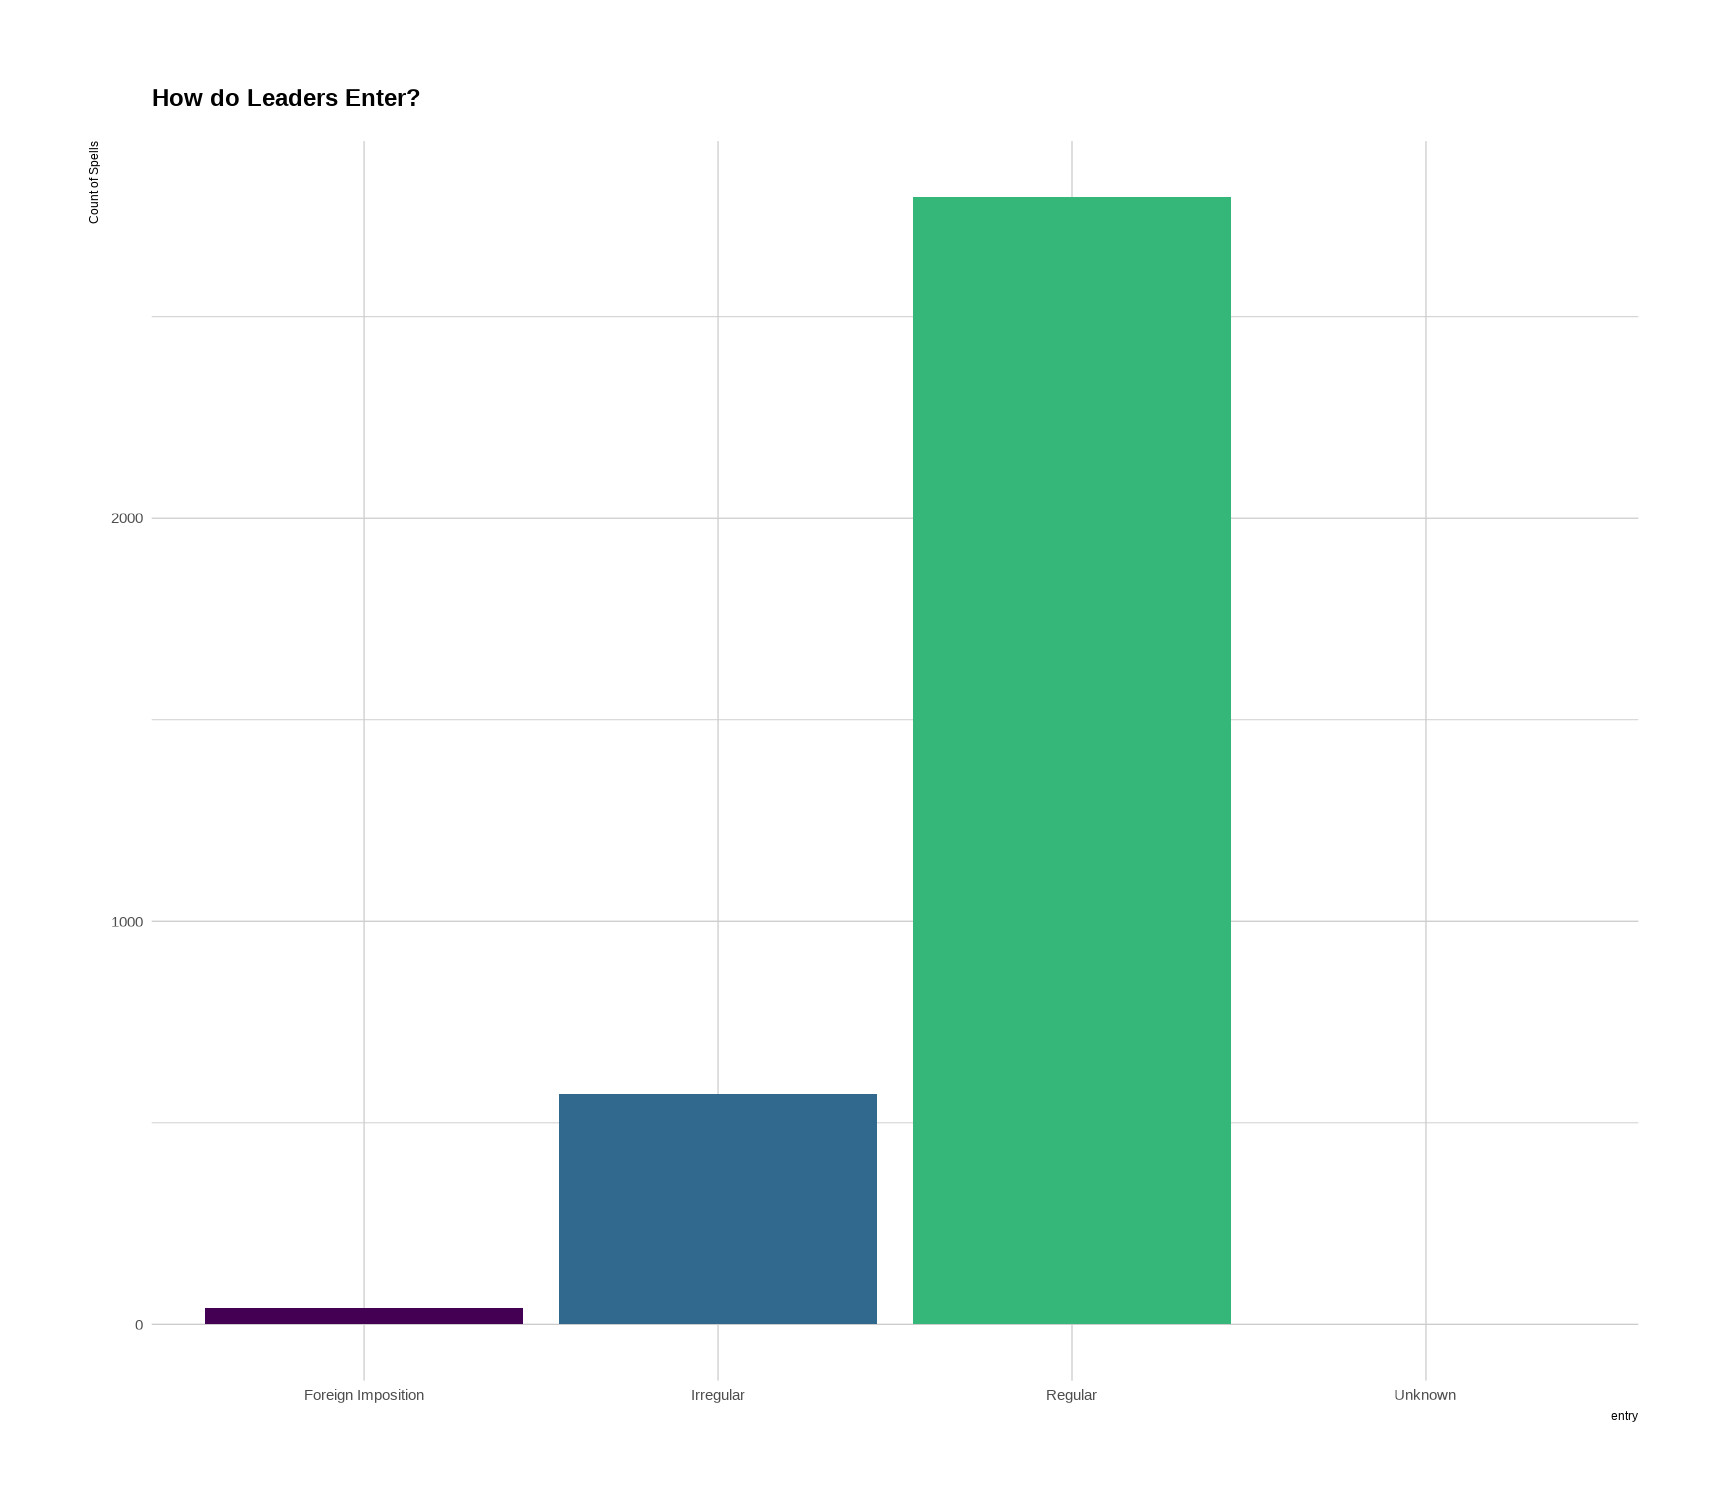 How do Leaders Enter?
Count of Spells
2000
1000
0
Foreign Imposition
Irregular
Regular
Unknown
entry